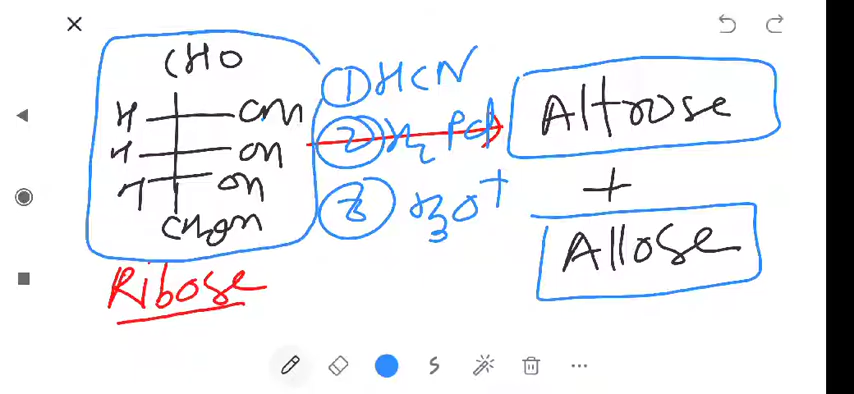 CHO
H OH
H OH
H OH
CH2OH
Ribose
① HCN
② H2 Pd
③ H3O+
Altrose
+
Allose